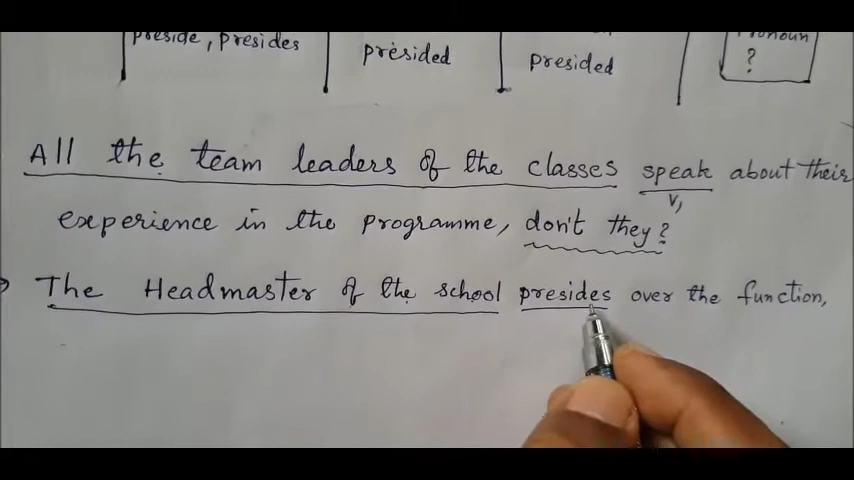 preside, presides
presided
presided
pronoun
?
All the team leaders of the classes speak about their
V1
experience in the programme, don't they?
The Headmaster of the school presides over the function,